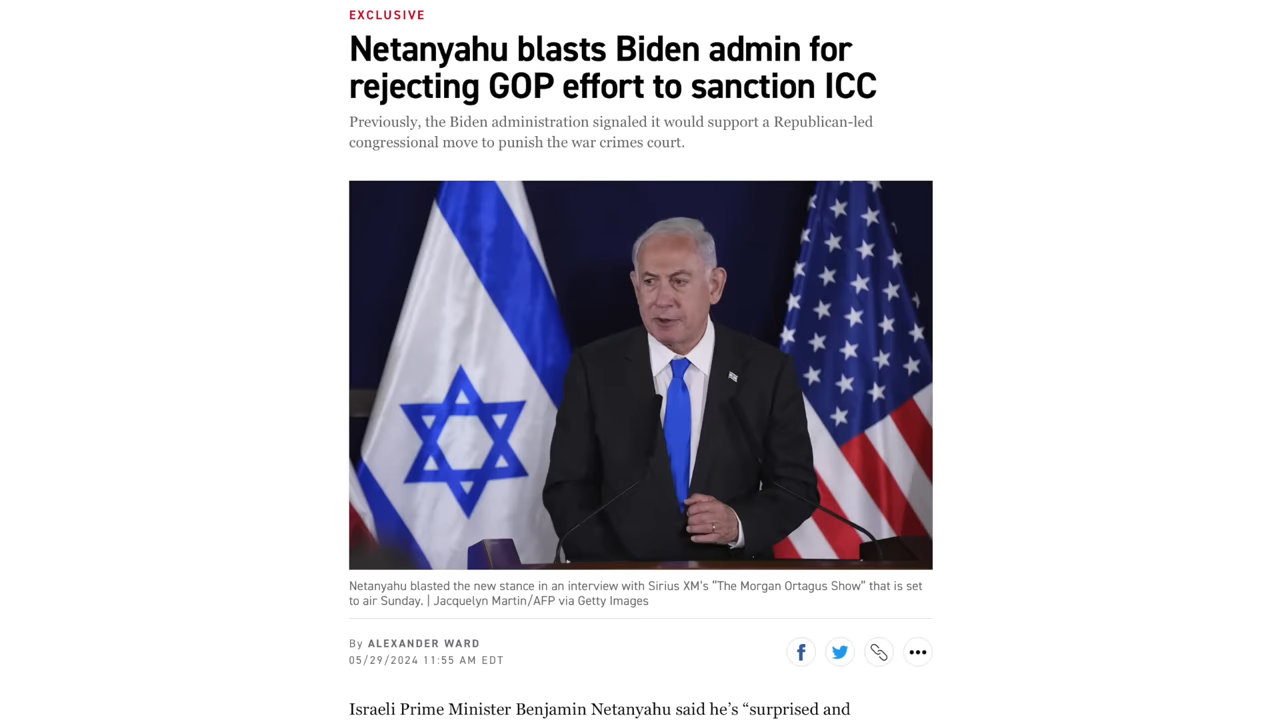 EXCLUSIVE
Netanyahu blasts Biden admin for
rejecting GOP effort to sanction ICC
Previously, the Biden administration signaled it would support a Republican-led
congressional move to punish the war crimes court.
Netanyahu blasted the new stance in an interview with Sirius XM’s “The Morgan Ortagus Show” that is set
to air Sunday. | Jacquelyn Martin/AFP via Getty Images
By ALEXANDER WARD
05/29/2024 11:55 AM EDT
Israeli Prime Minister Benjamin Netanyahu said he’s “surprised and